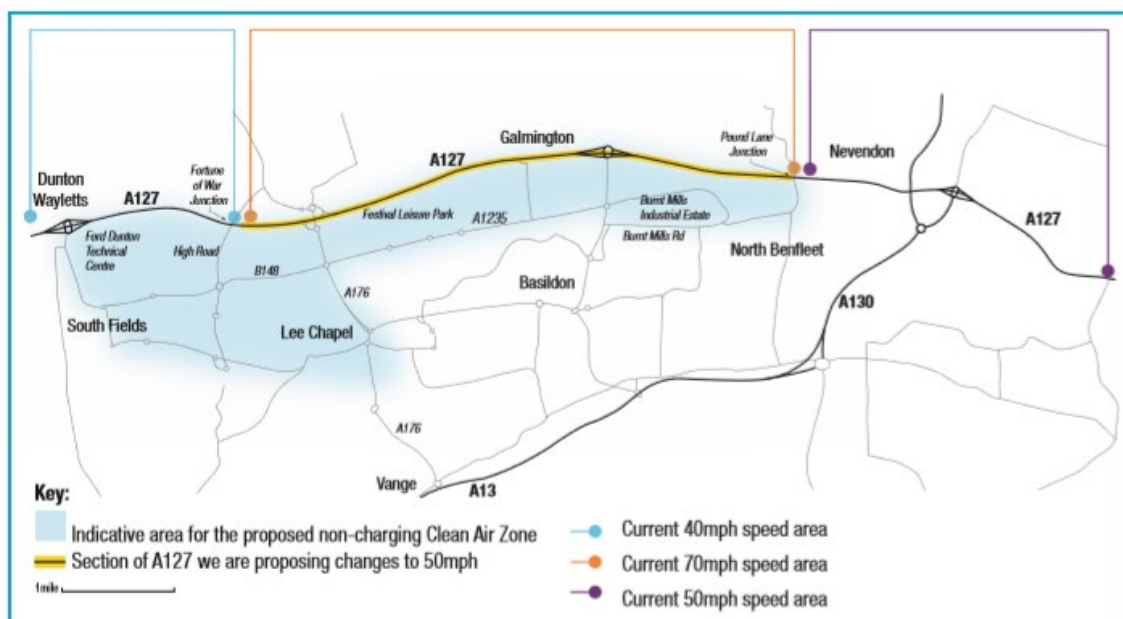 Galmington
Pound Lane
Junction
Nevendon
A127
Fortune
of War
Junction
Dunton
Wayletts
A127
Festival Leisure Park
A1235
Burnt Mills
Industrial Estate
A127
Ford Dunton
Technical
Centre
High Road
Burnt Mills Rd
North Benfleet
B148
A176
Basildon
A130
South Fields
Lee Chapel
A176
Vange
A13
Key:
Indicative area for the proposed non-charging Clean Air Zone
Section of A127 we are proposing changes to 50mph
1 mile
Current 40mph speed area
Current 70mph speed area
Current 50mph speed area